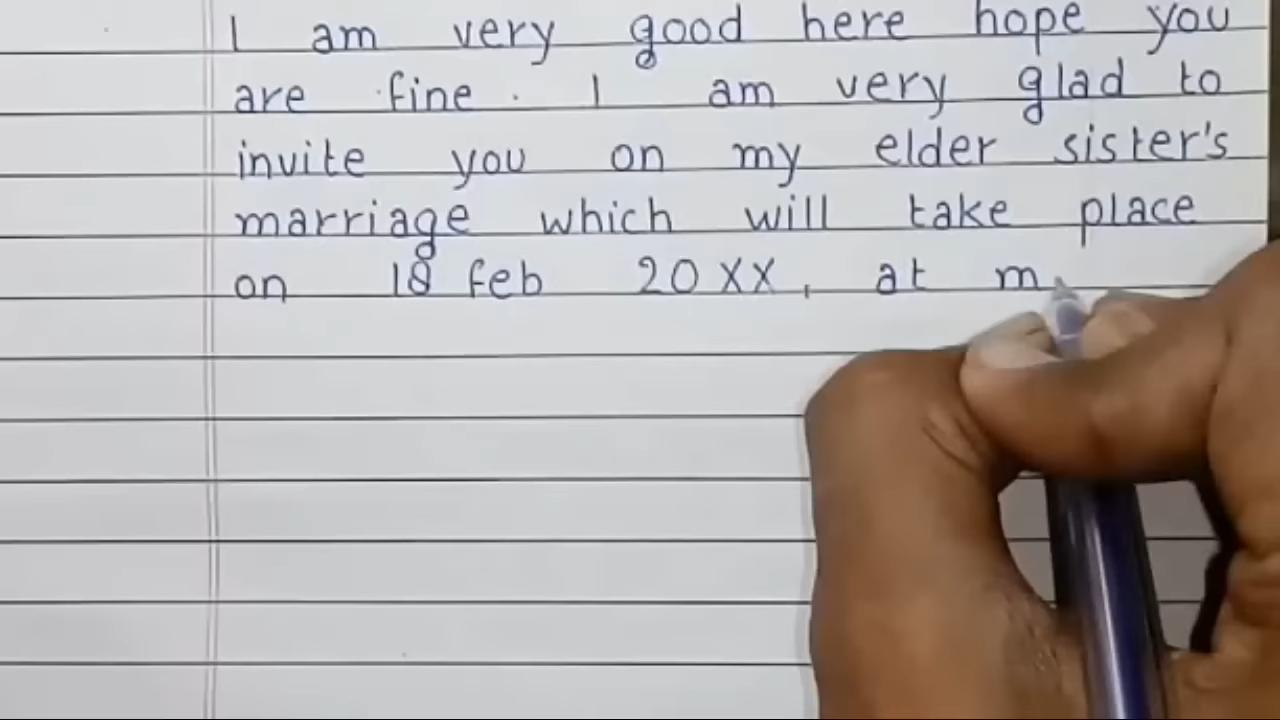 I am very good here hope you
are fine. I am very glad to
invite you on my elder sister's
marriage which will take place
on 18 feb 20XX, at m